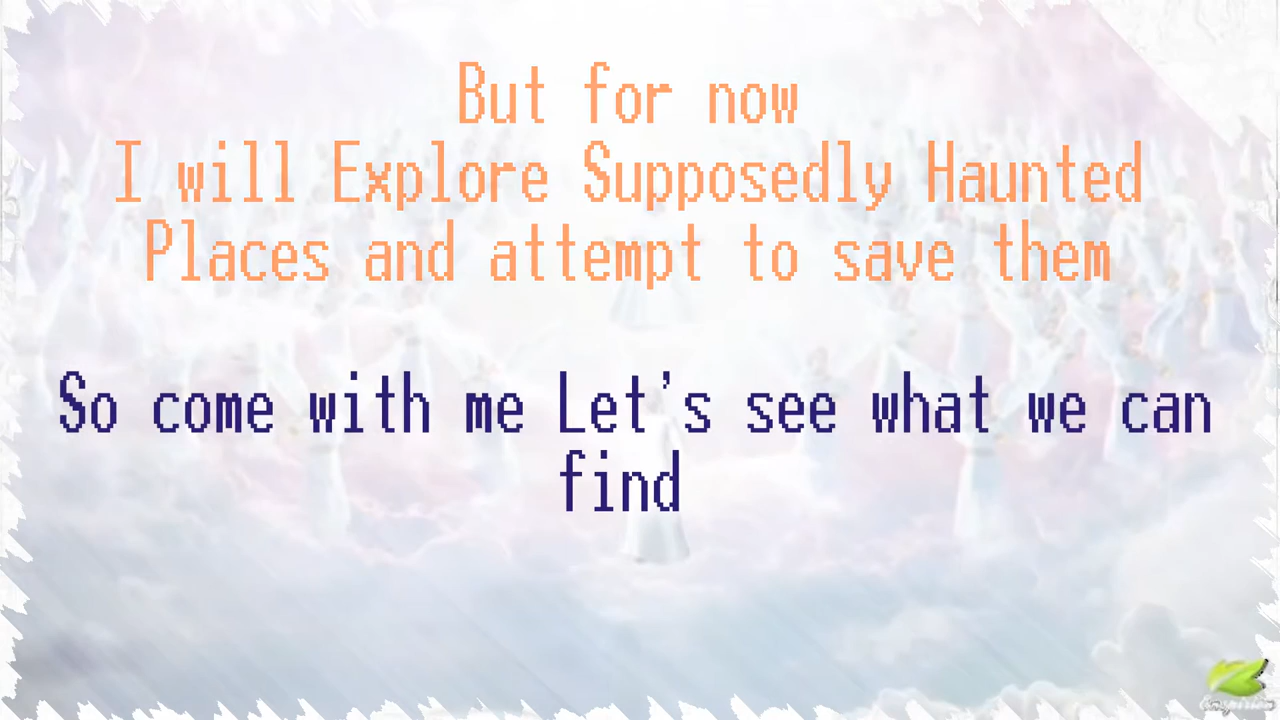 But for now
I will Explore Supposedly Haunted
Places and attempt to save them
So come with me Let's see what we can
find